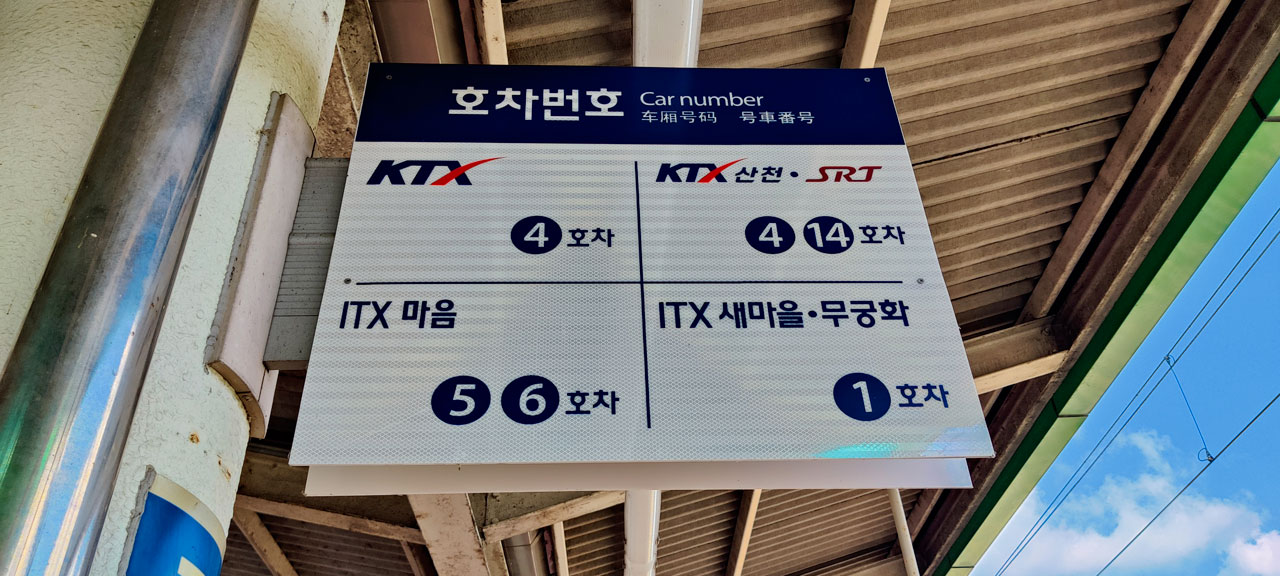 호차번호 Car number
车厢号码 号車番号
KTX
4 호차
KTX 산천·SRT
4 14 호차
ITX 마음
5 6 호차
ITX 새마을·무궁화
1 호차